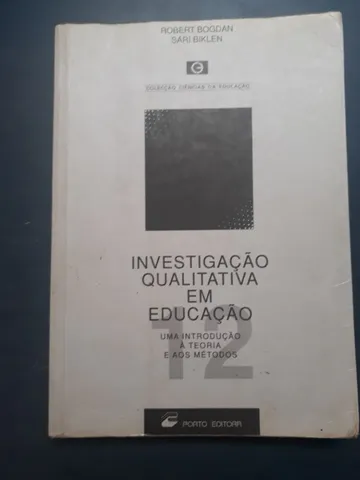 ROBERT BOGDAN
SARI BIKLEN
COLECÇÃO CIÊNCIAS DA EDUCAÇÃO
INVESTIGAÇÃO
QUALITATIVA
EM
EDUCAÇÃO
12
UMA INTRODUÇÃO
À TEORIA
E AOS MÉTODOS
PORTO EDITORA